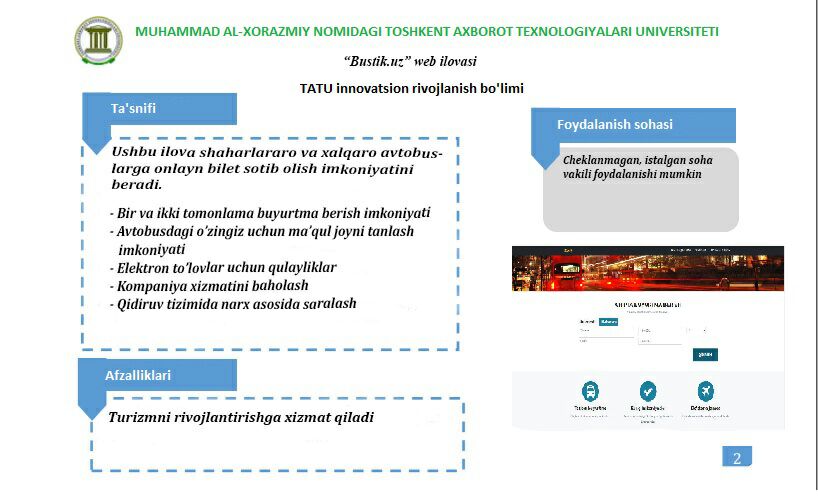 MUHAMMAD AL-XORAZMIY NOMIDAGI TOSHKENT AXBOROT TEXNOLOGIYALARI UNIVERSITETI
“Bustik.uz” web ilovasi
TATU innovatsion rivojlanish bo'limi
Ta'snifi
Ushbu ilova shaharlararo va xalqaro avtobus-
larga onlayn bilet sotib olish imkoniyatini
beradi.
- Bir va ikki tomonlama buyurtma berish imkoniyati
- Avtobusdagi o’zingiz uchun ma’qul joyni tanlash
imkoniyati
- Elektron to’lovlar uchun qulayliklar
- Kompaniya xizmatini baholash
- Qidiruv tizimida narx asosida saralash
Afzalliklari
Turizmni rivojlantirishga xizmat qiladi
Foydalanish sohasi
Cheklanmagan, istalgan soha
vakili foydalanishi mumkin
2